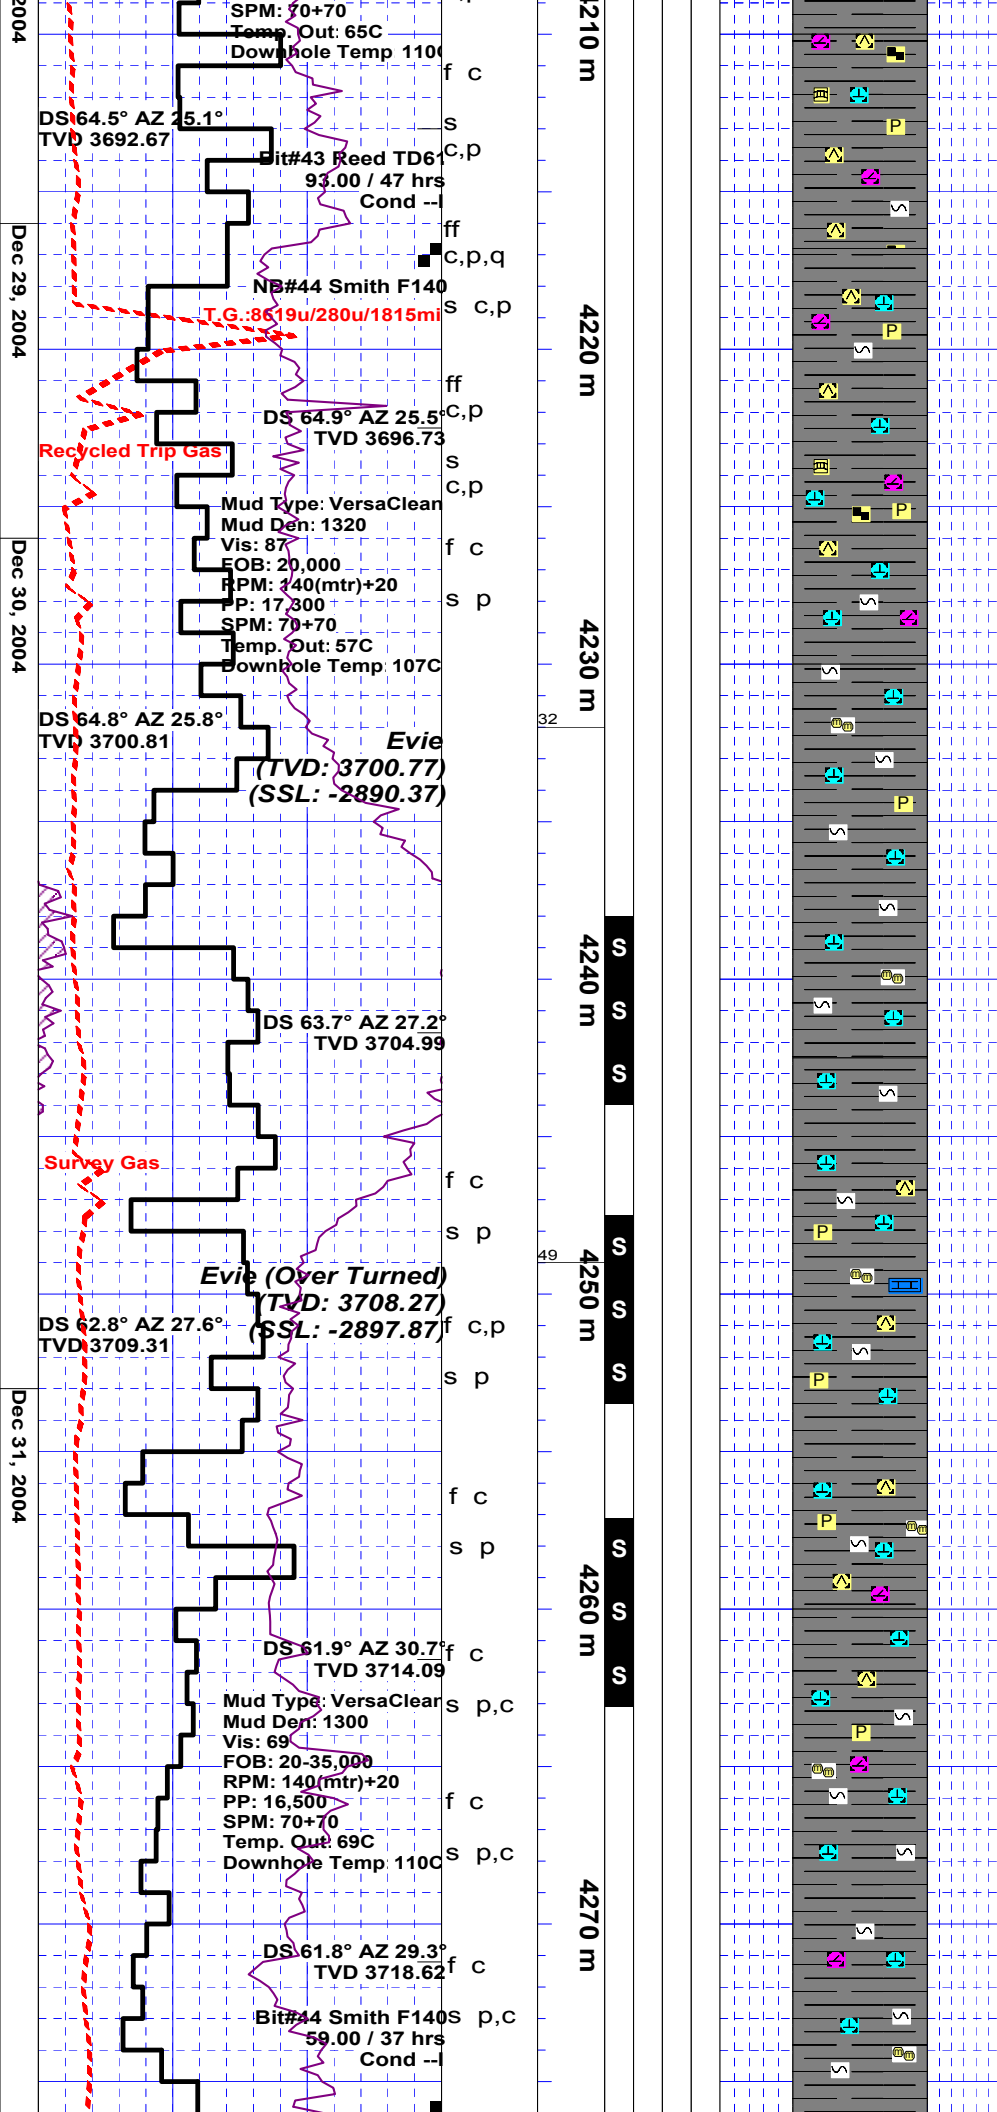 2004
SPM: 70+70
Temp. Out: 65C
Downhole Temp 110
4210 m
f c
DS 64.5° AZ 25.1°
TVD 3692.67
s
c,p
Bit#43 Reed TD61
93.00 / 47 hrs
Cond --I
P
ff
c,p,q
Dec 29, 2004
NB#44 Smith F140
T.G.:8619u/280u/1815mi
s c,p
4220 m
P
ff
c,p
DS 64.9° AZ 25.5°
TVD 3696.73
Recycled Trip Gas
s
c,p
Mud Type: VersaClean
Mud Den: 1320
Vis: 87
FOB: 20,000
RPM: 140(mtr)+20
PP: 17,300
SPM: 70+70
Temp. Out: 57C
Downhole Temp 107C
P
f c
s p
Dec 30, 2004
4230 m
DS 64.8° AZ 25.8°
TVD 3700.81
32
Evie
(TVD: 3700.77)
(SSL: -2890.37)
P
4240 m
S
S
S
DS 63.7° AZ 27.2°
TVD 3704.99
Survey Gas
f c
s p
P
S
S
S
49
4250 m
Evie (Over Turned)
(TVD: 3708.27)
(SSL: -2897.87)
DS 62.8° AZ 27.6°
TVD 3709.31
f c,p
s p
P
Dec 31, 2004
f c
s p
P
S
S
S
4260 m
DS 61.9° AZ 30.7°
TVD 3714.09
f c
s p,c
Mud Type: VersaClean
Mud Den: 1300
Vis: 69
FOB: 20-35,000
RPM: 140(mtr)+20
PP: 16,500
SPM: 70+70
Temp. Out: 69C
Downhole Temp 110C
P
f c
s p,c
4270 m
DS 61.8° AZ 29.3°
TVD 3718.62
f c
Bit#44 Smith F140
59.00 / 37 hrs
Cond --I
s p,c